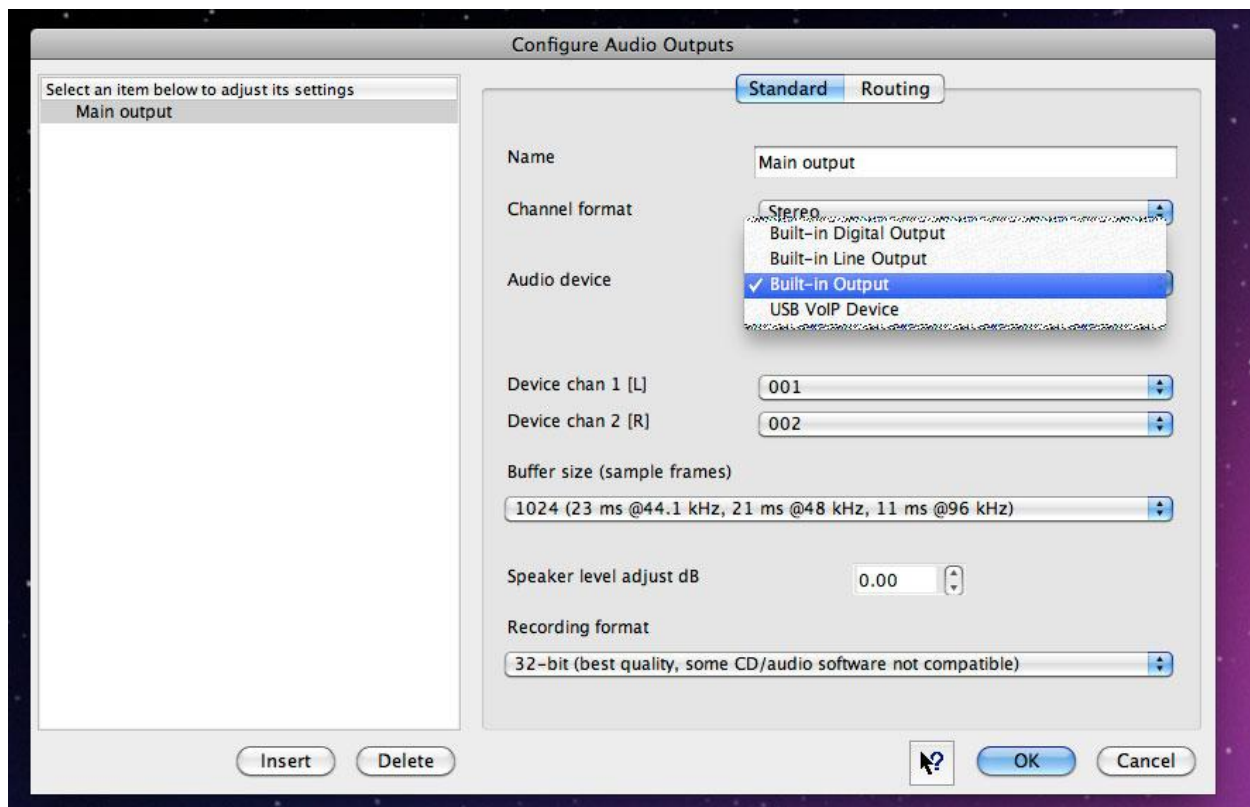 Configure Audio Outputs
Select an item below to adjust its settings
Main output
Standard Routing
Name Main output
Channel format Stereo
Built-in Digital Output
Built-in Line Output
Audio device ✓ Built-in Output
USB VoIP Device
Device chan 1 [L] 001
Device chan 2 [R] 002
Buffer size (sample frames)
1024 (23 ms @44.1 kHz, 21 ms @48 kHz, 11 ms @96 kHz)
Speaker level adjust dB 0.00
Recording format
32-bit (best quality, some CD/audio software not compatible)
Insert Delete ? OK Cancel